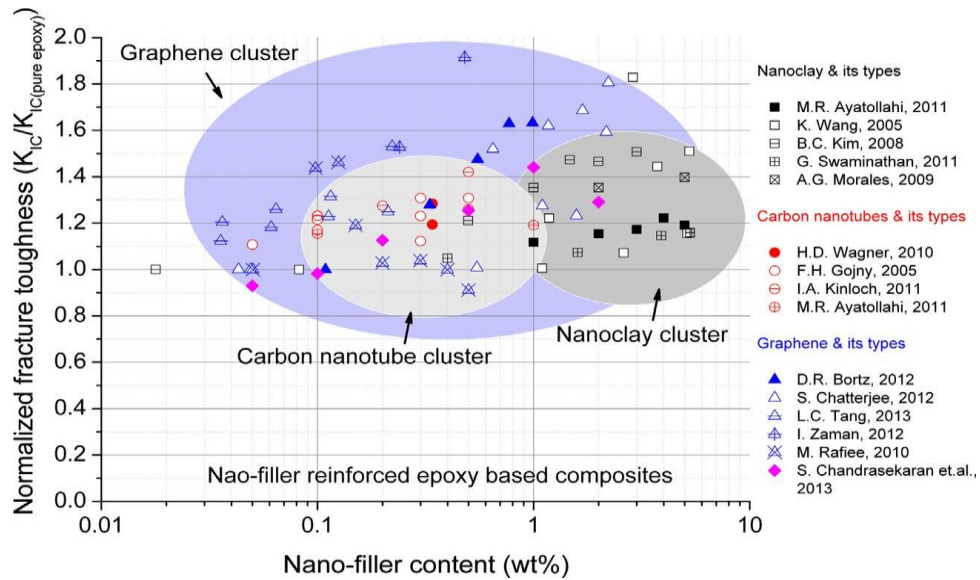 Normalized fracture toughness (K_IC/K_IC(pure epoxy))
2.0
1.8
1.6
1.4
1.2
1.0
0.8
0.6
0.4
0.2
0.0
Graphene cluster
Carbon nanotube cluster
Nanoclay cluster
Nao-filler reinforced epoxy based composites
0.01
0.1
1
10
Nano-filler content (wt%)
Nanoclay & its types
M.R. Ayatollahi, 2011
K. Wang, 2005
B.C. Kim, 2008
G. Swaminathan, 2011
A.G. Morales, 2009
Carbon nanotubes & its types
H.D. Wagner, 2010
F.H. Gojny, 2005
I.A. Kinloch, 2011
M.R. Ayatollahi, 2011
Graphene & its types
D.R. Bortz, 2012
S. Chatterjee, 2012
L.C. Tang, 2013
I. Zaman, 2012
M. Rafiee, 2010
S. Chandrasekaran et.al.,
2013